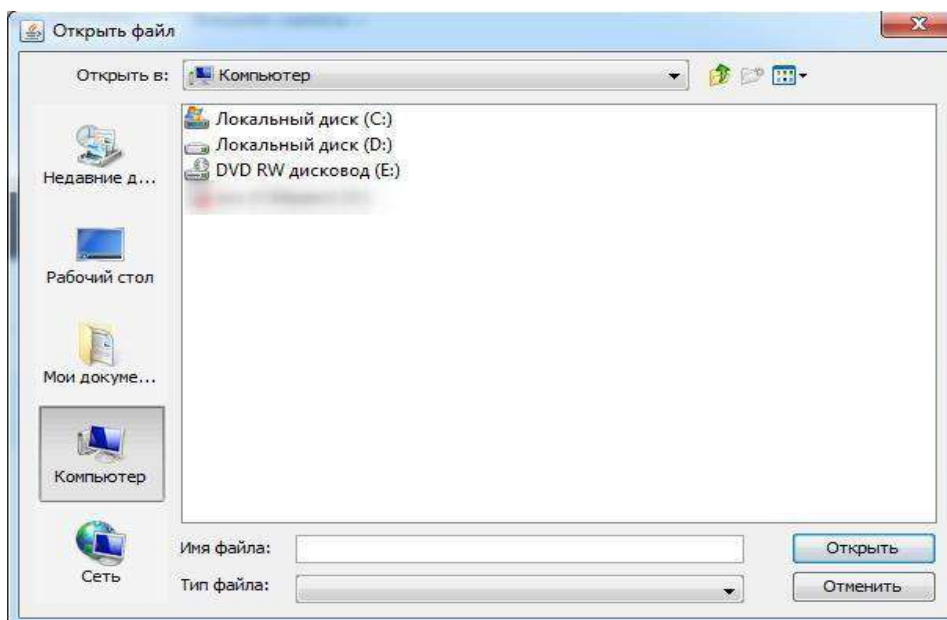 Открыть файл
Открыть в:
Компьютер
Локальный диск (C:)
Локальный диск (D:)
DVD RW дисковод (E:)
Недавние д...
Рабочий стол
Мои докуме...
Компьютер
Сеть
Имя файла:
Открыть
Тип файла:
Отменить